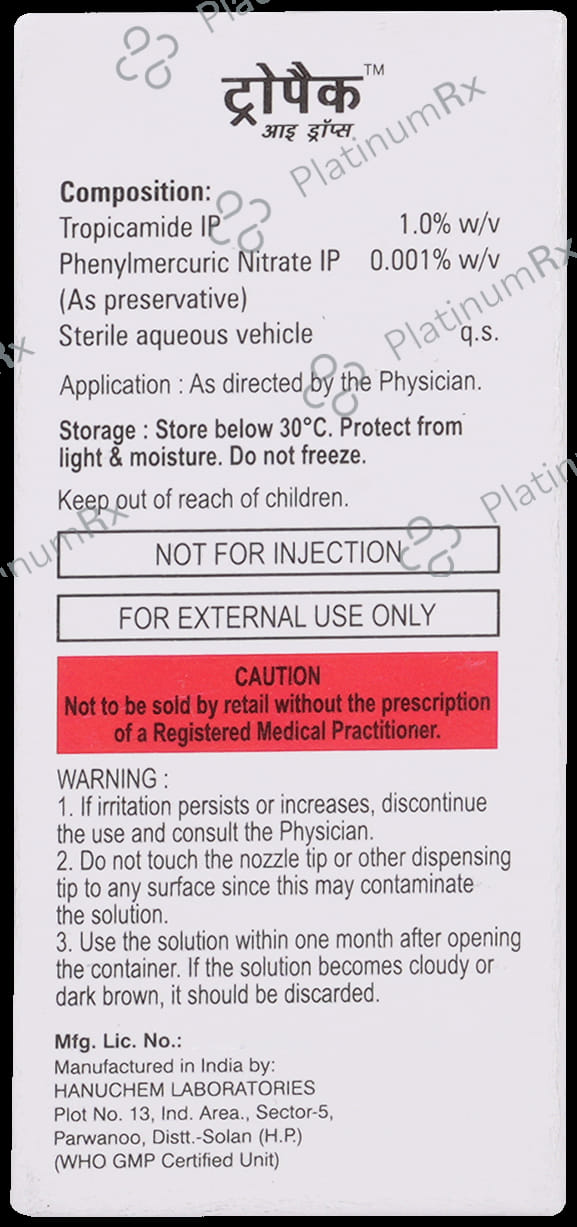 ट्रोपैक™
आइ ड्रॉप्स
Composition:
Tropicamide IP 1.0% w/v
Phenylmercuric Nitrate IP 0.001% w/v
(As preservative)
Sterile aqueous vehicle q.s.
Application : As directed by the Physician.
Storage : Store below 30°C. Protect from
light & moisture. Do not freeze.
Keep out of reach of children.
NOT FOR INJECTION
FOR EXTERNAL USE ONLY
CAUTION
Not to be sold by retail without the prescription
of a Registered Medical Practitioner.
WARNING :
1. If irritation persists or increases, discontinue
the use and consult the Physician.
2. Do not touch the nozzle tip or other dispensing
tip to any surface since this may contaminate
the solution.
3. Use the solution within one month after opening
the container. If the solution becomes cloudy or
dark brown, it should be discarded.
Mfg. Lic. No.:
Manufactured in India by:
HANUCHEM LABORATORIES
Plot No. 13, Ind. Area., Sector-5,
Parwanoo, Distt.-Solan (H.P.)
(WHO GMP Certified Unit)
PlatinumRx
PlatinumRx